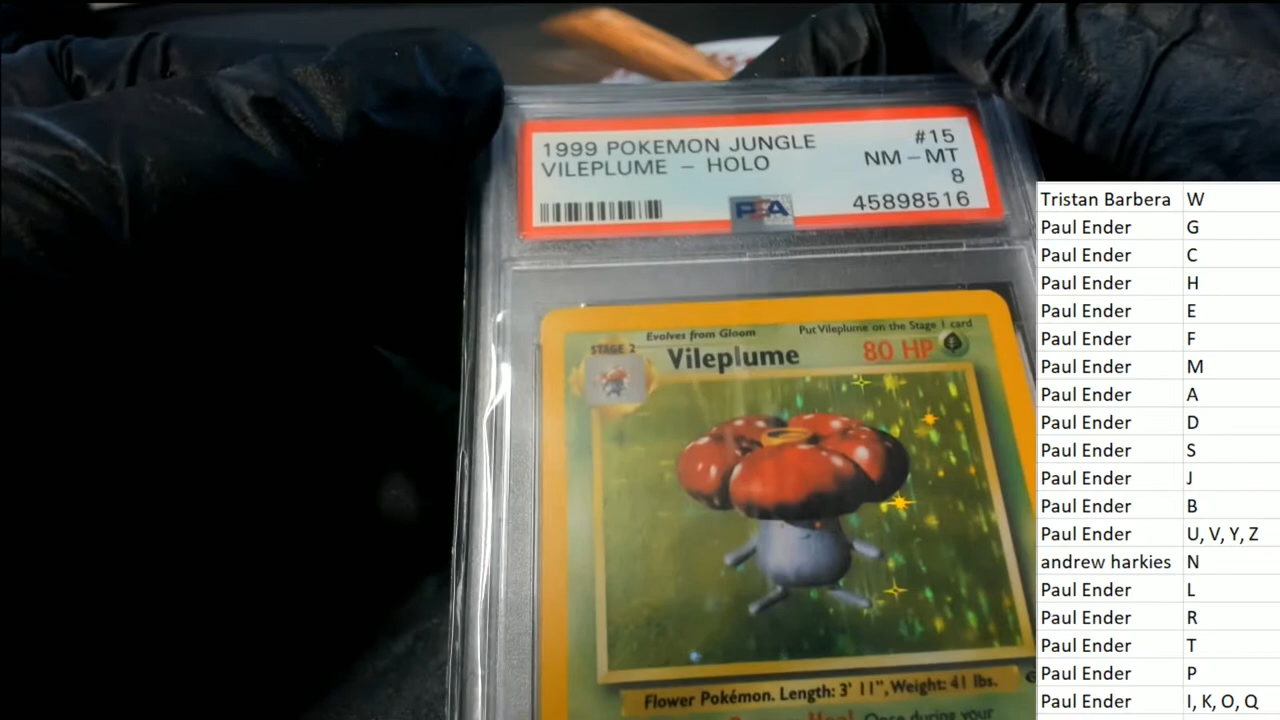 1999 POKEMON JUNGLE #15
VILEPLUME - HOLO NM - MT
8
PSA 45898516
Evolves from Gloom Put Vileplume on the Stage 1 card
STAGE 2 Vileplume 80 HP
Flower Pokémon. Length: 3' 11", Weight: 41 lbs.
Once during your
Tristan Barbera W
Paul Ender G
Paul Ender C
Paul Ender H
Paul Ender E
Paul Ender F
Paul Ender M
Paul Ender A
Paul Ender D
Paul Ender S
Paul Ender J
Paul Ender B
Paul Ender U, V, Y, Z
andrew harkies N
Paul Ender L
Paul Ender R
Paul Ender T
Paul Ender P
Paul Ender I, K, O, Q